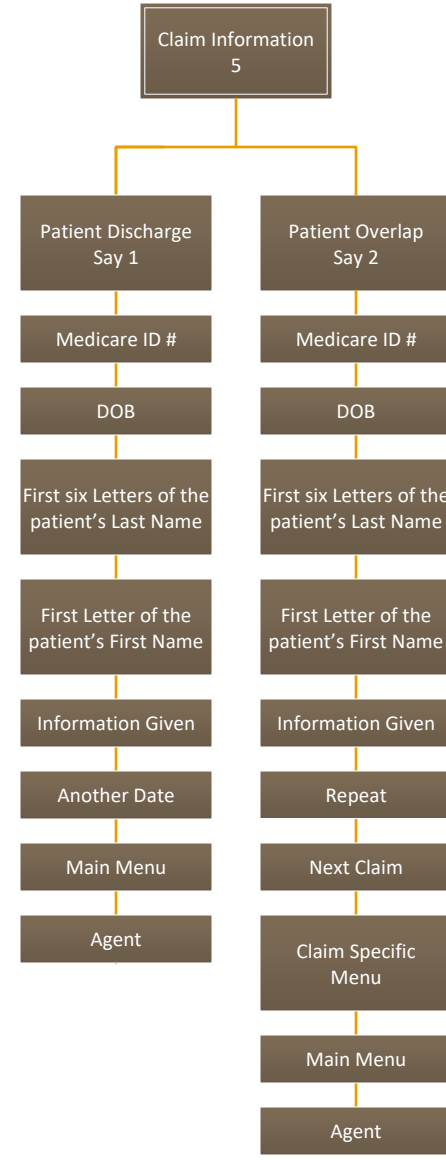 Claim Information
5
Patient Discharge
Say 1
Medicare ID #
DOB
First six Letters of the
patient’s Last Name
First Letter of the
patient’s First Name
Information Given
Another Date
Main Menu
Agent
Patient Overlap
Say 2
Medicare ID #
DOB
First six Letters of the
patient’s Last Name
First Letter of the
patient’s First Name
Information Given
Repeat
Next Claim
Claim Specific
Menu
Main Menu
Agent